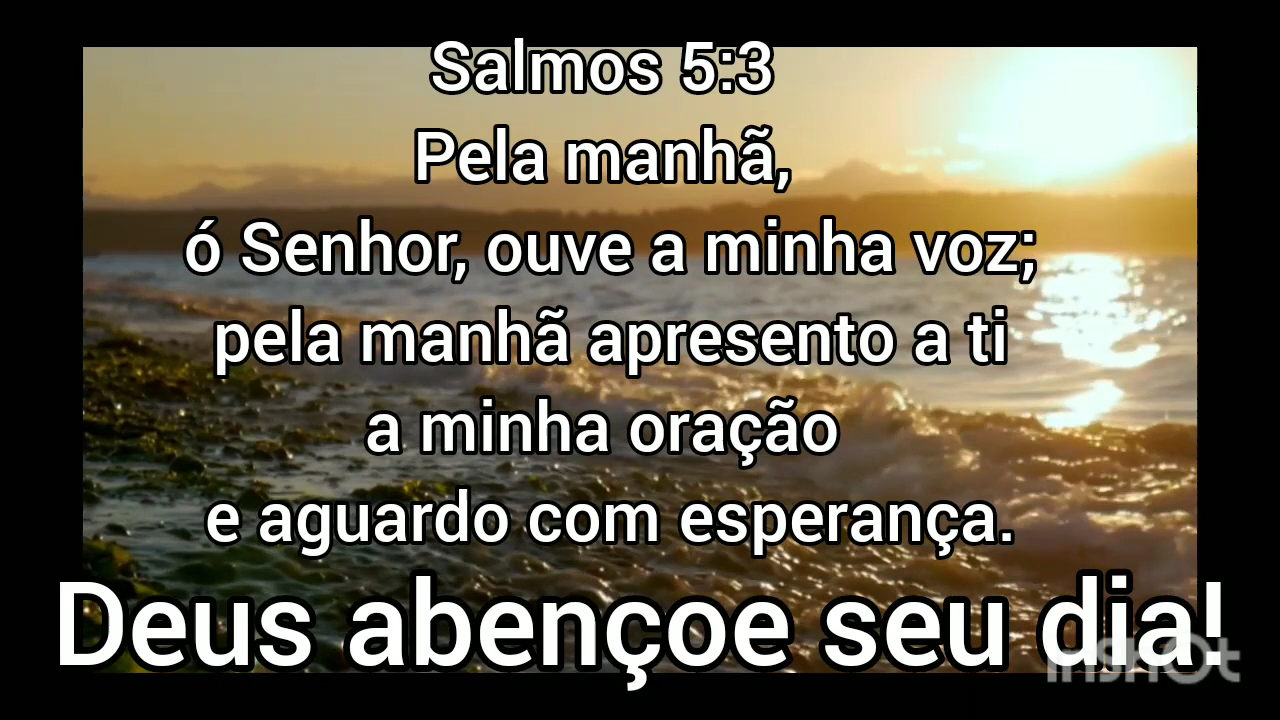 Salmos 5:3
Pela manhã,
ó Senhor, ouve a minha voz;
pela manhã apresento a ti
a minha oração
e aguardo com esperança.
Deus abençoe seu dia!
InShOt